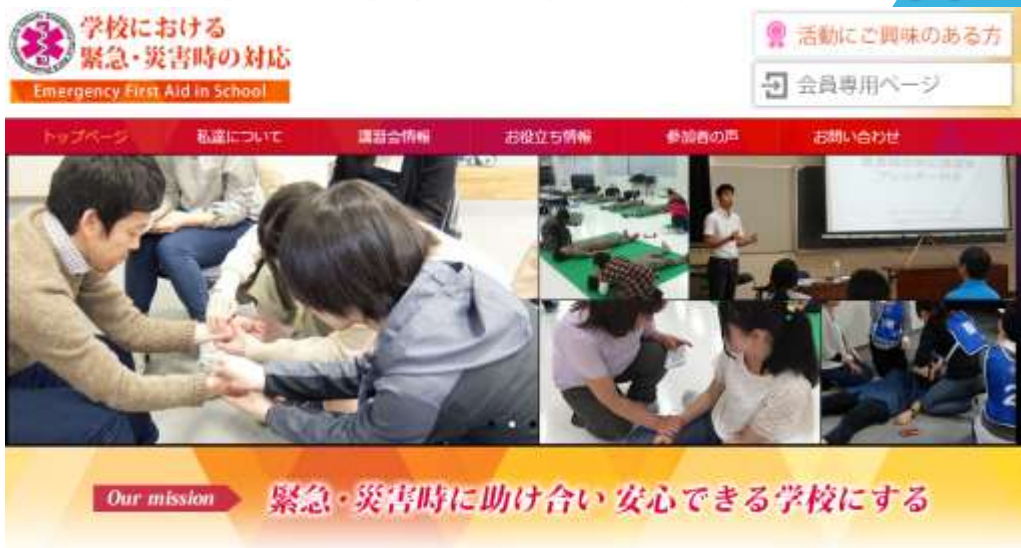 学校における
緊急・災害時の対応
Emergency First Aid in School
活動にご興味のある方
会員専用ページ
トップページ
私達について
講習会情報
お役立ち情報
参加者の声
お問い合わせ
Our mission
緊急・災害時に助け合い 安心できる学校にする